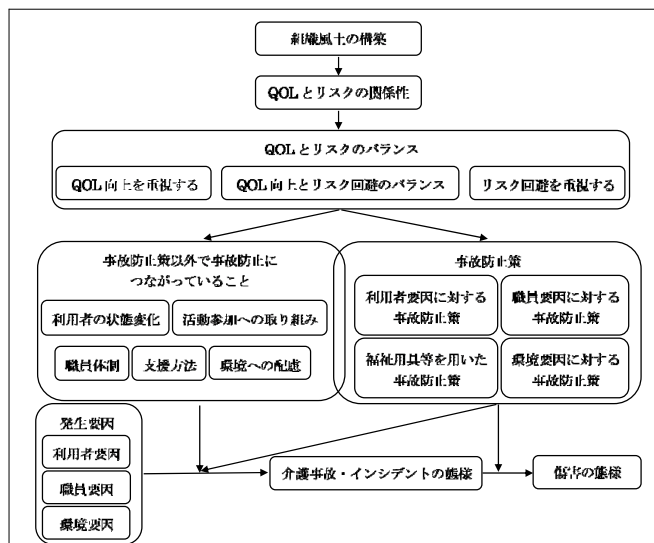 組織風土の構築
QOLとリスクの関係性
QOLとリスクのバランス
QOL向上を重視する
QOL向上とリスク回避のバランス
リスク回避を重視する
事故防止策以外で事故防止に
つながっていること
利用者の状態変化
活動参加への取り組み
職員体制
支援方法
環境への配慮
事故防止策
利用者要因に対する
事故防止策
職員要因に対する
事故防止策
福祉用具等を用いた
事故防止策
環境要因に対する
事故防止策
発生要因
利用者要因
職員要因
環境要因
介護事故・インシデントの態様
傷害の態様